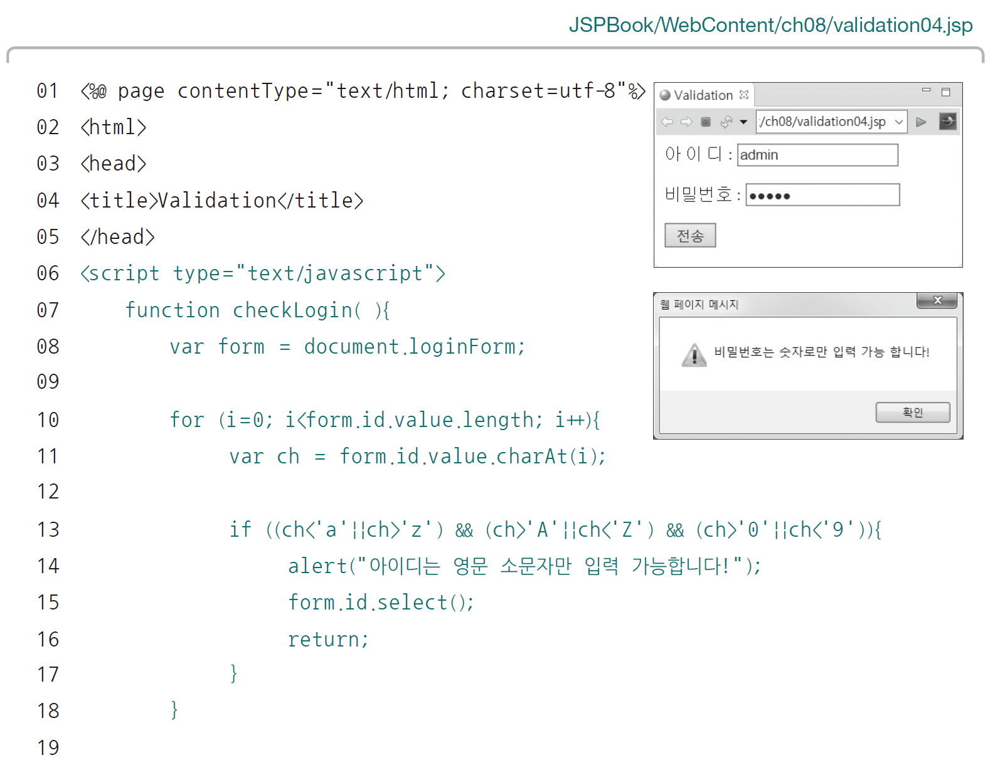 JSPBook/WebContent/ch08/validation04.jsp
01 <%@ page contentType="text/html; charset=utf-8"%>
02 <html>
03 <head>
04 <title>Validation</title>
05 </head>
06 <script type="text/javascript">
07 function checkLogin( ){
08 var form = document.loginForm;
09
10 for (i=0; i<form.id.value.length; i++){
11 var ch = form.id.value.charAt(i);
12
13 if ((ch<'a'||ch>'z') && (ch>'A'||ch<'Z') && (ch>'0'||ch<'9')){
14 alert("아이디는 영문 소문자만 입력 가능합니다!");
15 form.id.select();
16 return;
17 }
18 }
19
Validation
:/ch08/validation04.jsp
아 이 디 : admin
비밀번호 : •••••
전송
웹 페이지 메시지
비밀번호는 숫자로만 입력 가능 합니다!
확인